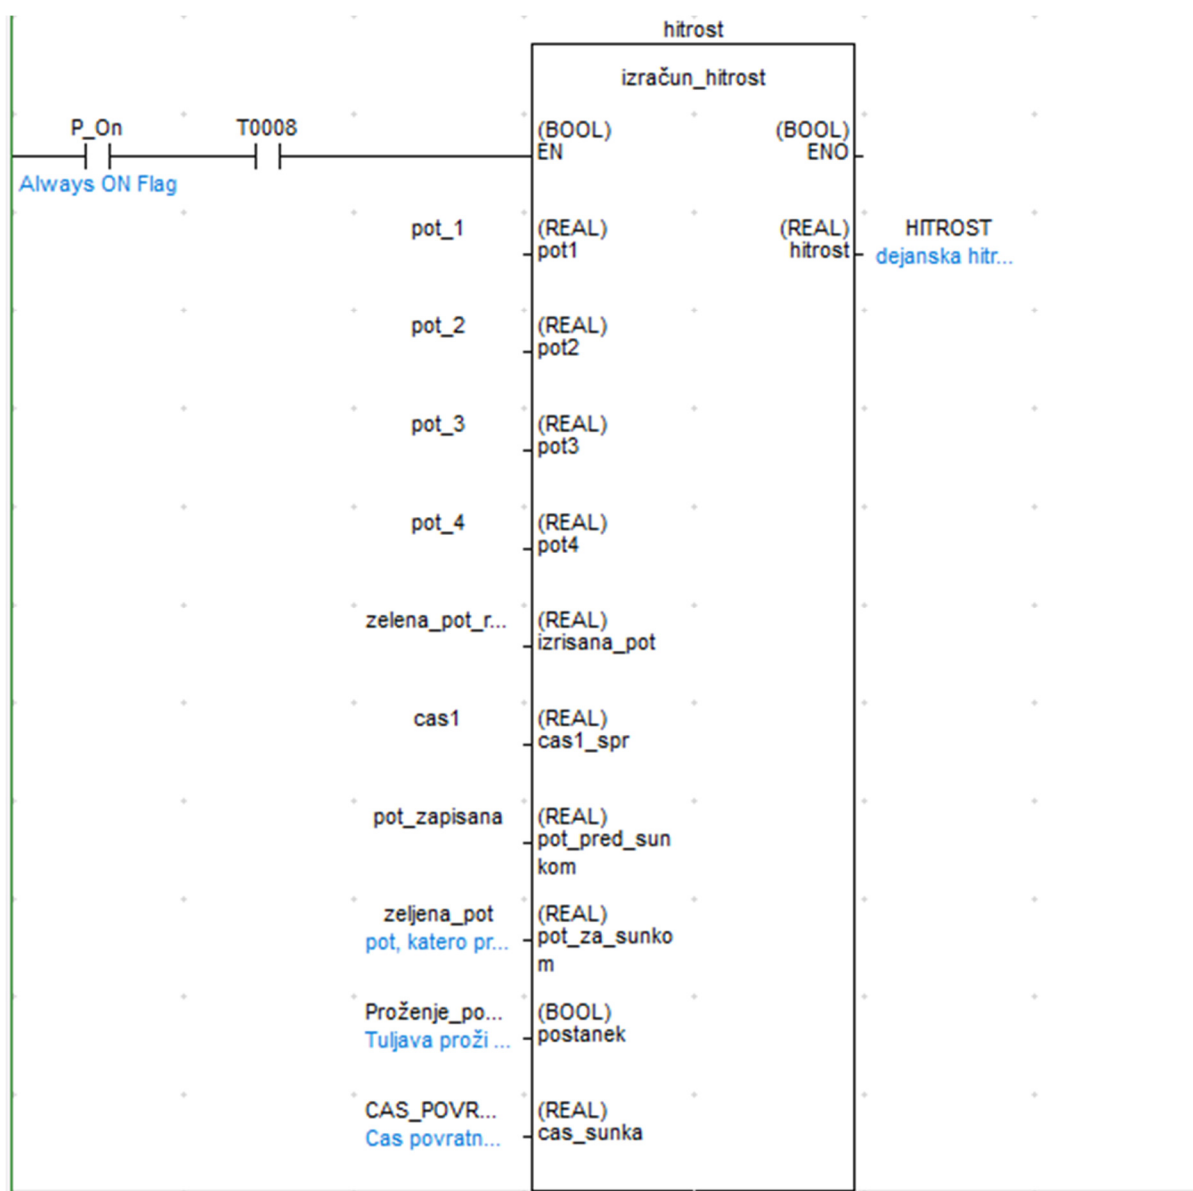 hitrost
izračun_hitrost
P_On
T0008
(BOOL)
EN
(BOOL)
ENO
Always ON Flag
pot_1
(REAL)
pot1
(REAL)
hitrost
HITROST
dejanska hitr...
pot_2
(REAL)
pot2
pot_3
(REAL)
pot3
pot_4
(REAL)
pot4
zelena_pot_r...
(REAL)
izrisana_pot
cas1
(REAL)
cas1_spr
pot_zapisana
(REAL)
pot_pred_sun
kom
zeljena_pot
pot, katero pr...
(REAL)
pot_za_sunko
m
Proženje_po...
Tuljava proži ...
(BOOL)
postanek
CAS_POVR...
Cas povratn...
(REAL)
cas_sunka